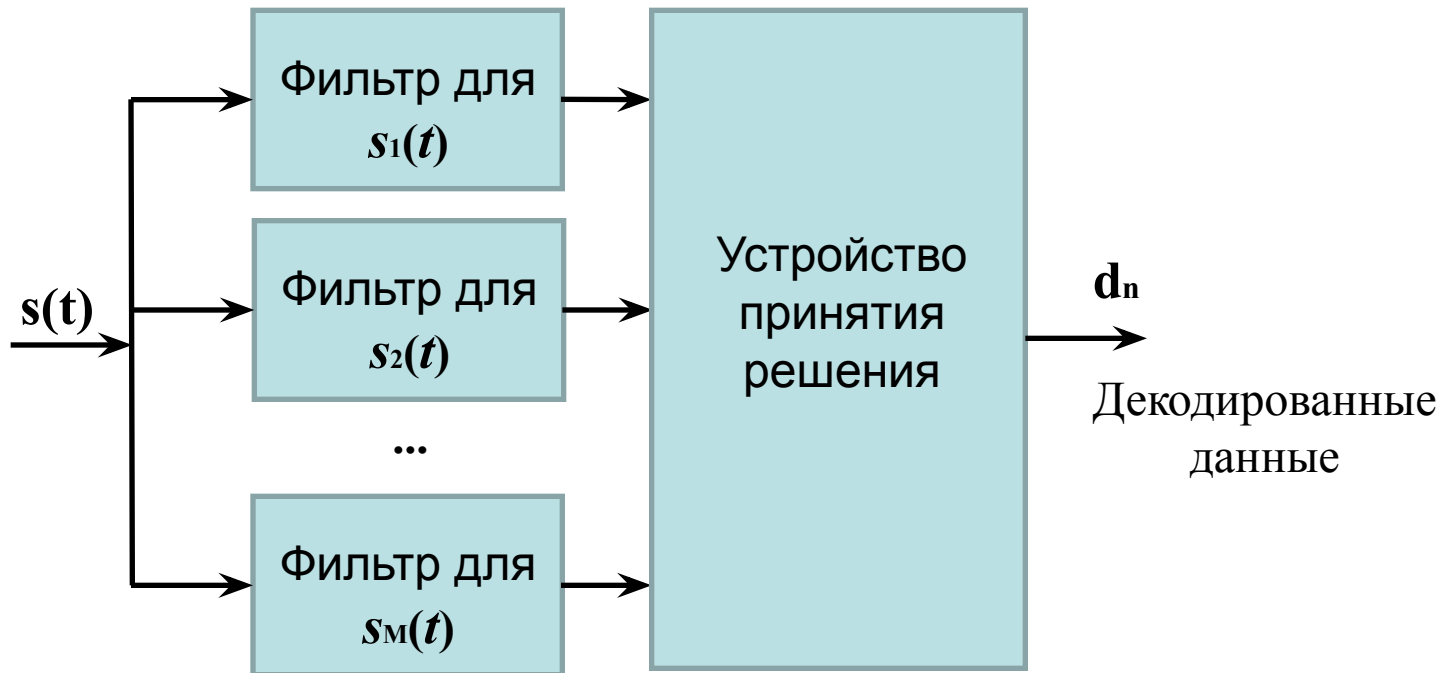 s(t)
Фильтр для
s₁(t)
Фильтр для
s₂(t)
...
Фильтр для
sₘ(t)
Устройство
принятия
решения
dₙ
Декодированные
данные